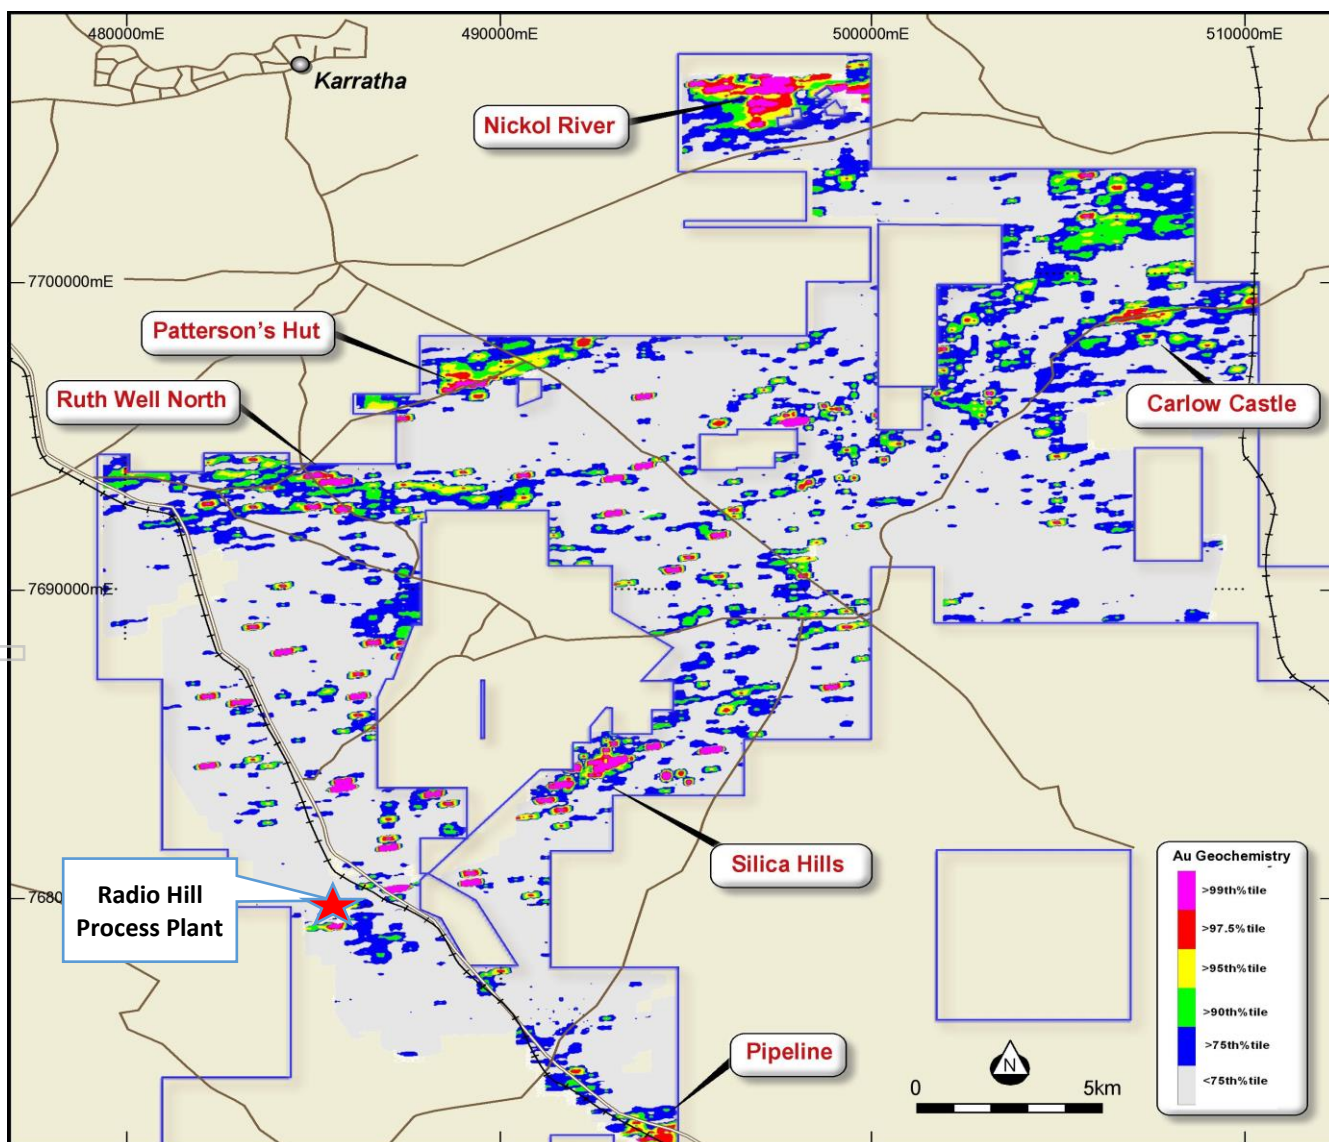 480000mE
490000mE
500000mE
510000mE
Karratha
Nickol River
7700000mE
Patterson's Hut
Ruth Well North
Carlow Castle
7690000mE
Silica Hills
Radio Hill
Process Plant
Pipeline
N
0 5km
Au Geochemistry
>99th%tile
>97.5%tile
>95th%tile
>90th%tile
>75th%tile
<75th%tile